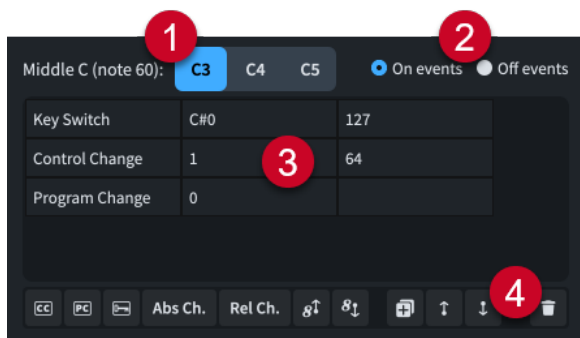 1
2
Middle C (note 60): C3 C4 C5 On events Off events
Key Switch C#0 127
Control Change 1 3 64
Program Change 0
4
CC PC Abs Ch. Rel Ch. 8 8